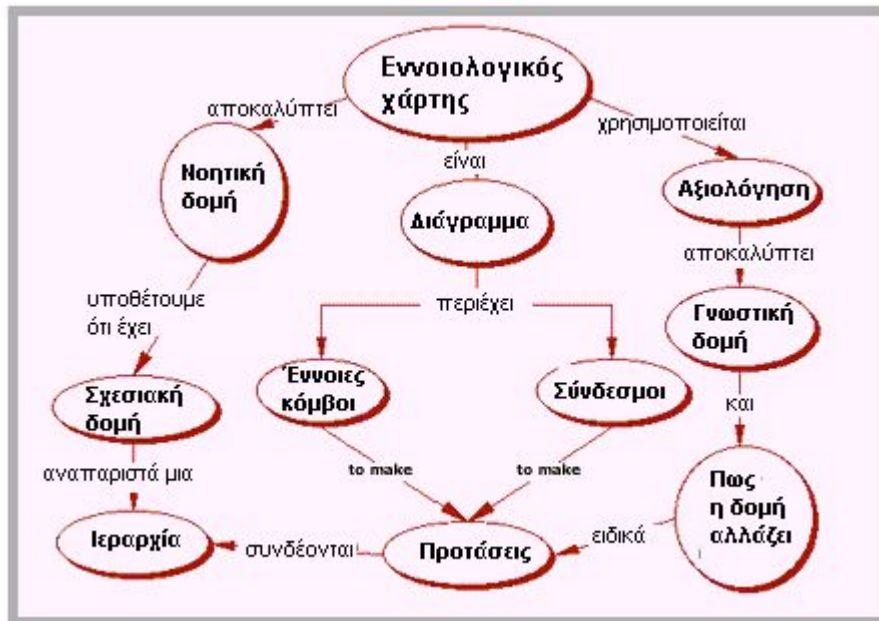 Εννοιολογικός
χάρτης
αποκαλύπτει
χρησιμοποιείται
είναι
Νοητική
δομή
Διάγραμμα
Αξιολόγηση
αποκαλύπτει
υποθέτουμε
ότι έχει
περιέχει
Γνωστική
δομή
Έννοιες
κόμβοι
Σύνδεσμοι
Σχεσιακή
δομή
και
to make
to make
αναπαριστά μια
Πως
η δομή
αλλάζει
Ιεραρχία
συνδέονται
Προτάσεις
ειδικά